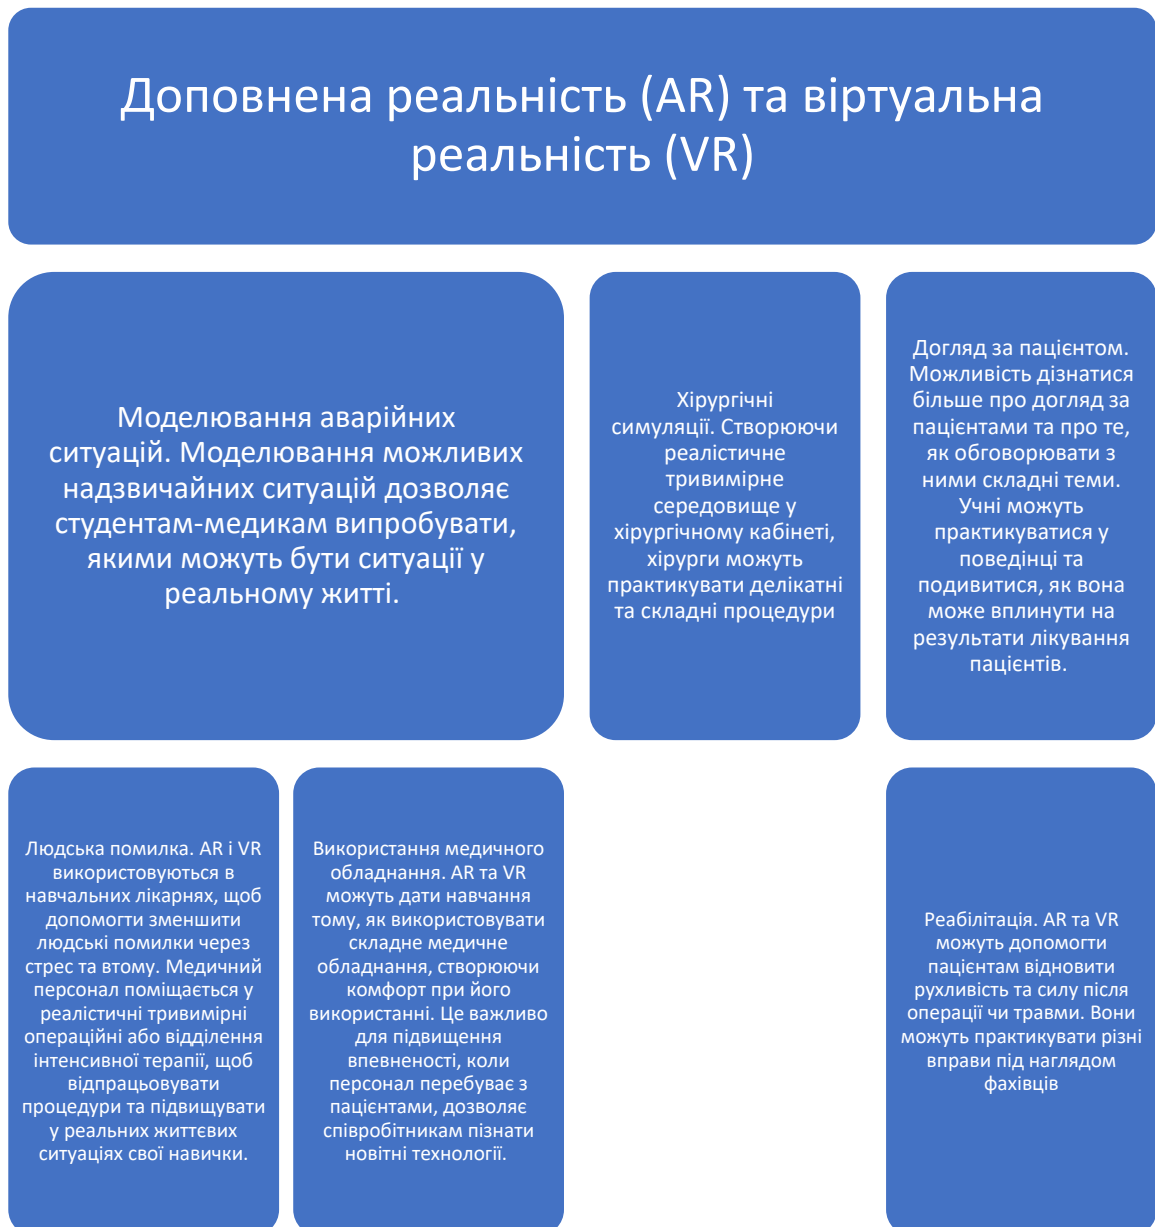 Доповнена реальність (AR) та віртуальна
реальність (VR)
Моделювання аварійних
ситуацій. Моделювання можливих
надзвичайних ситуацій дозволяє
студентам-медикам випробувати,
якими можуть бути ситуації у
реальному житті.
Хірургічні
симуляції. Створюючи
реалістичне
тривимірне
середовище у
хірургічному кабінеті,
хірурги можуть
практикувати делікатні
та складні процедури
Догляд за пацієнтом.
Можливість дізнатися
більше про догляд за
пацієнтами та про те,
як обговорювати з
ними складні теми.
Учні можуть
практикуватися у
поведінці та
подивитися, як вона
може вплинути на
результати лікування
пацієнтів.
Людська помилка. AR і VR
використовуються в
навчальних лікарнях, щоб
допомогти зменшити
людські помилки через
стрес та втому. Медичний
персонал поміщається у
реалістичні тривимірні
операційні або відділення
інтенсивної терапії, щоб
відпрацьовувати
процедури та підвищувати
у реальних життєвих
ситуаціях свої навички.
Використання медичного
обладнання. AR та VR
можуть дати навчання
тому, як використовувати
складне медичне
обладнання, створюючи
комфорт при його
використанні. Це важливо
для підвищення
впевненості, коли
персонал перебуває з
пацієнтами, дозволяє
співробітникам пізнати
новітні технології.
Реабілітація. AR та VR
можуть допомогти
пацієнтам відновити
рухливість та силу після
операції чи травми. Вони
можуть практикувати різні
вправи під наглядом
фахівців